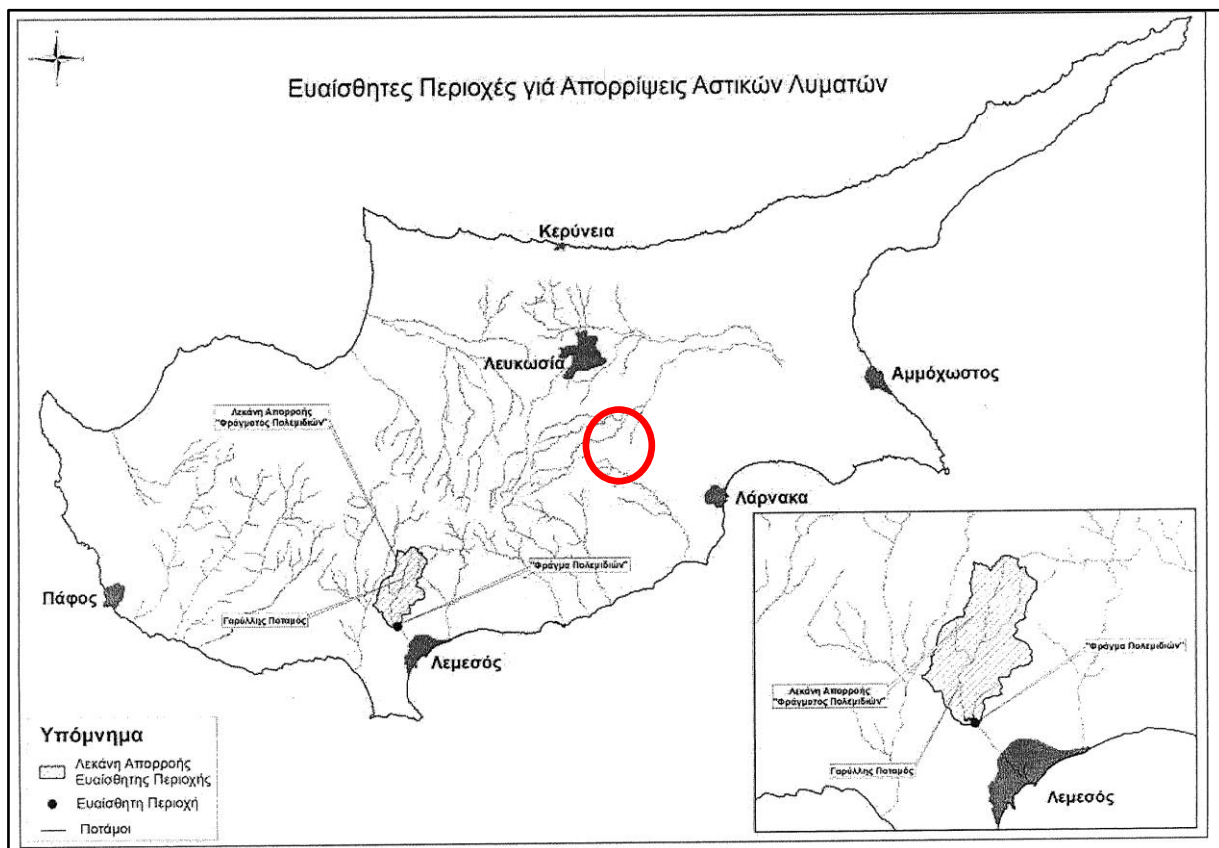 Ευαίσθητες Περιοχές γιά Απορρίψεις Αστικών Λυματών
Κερύνεια
Λευκωσία
Αμμόχωστος
Λεκάνη Απορροής
"Φράγματος Πολεμιδιών"
Λάρνακα
"Φράγμα Πολεμιδιών"
Πάφος
Γαρύλλης Ποταμός
Λεμεσός
"Φράγμα Πολεμιδιών"
Λεκάνη Απορροής
"Φράγματος Πολεμιδιών"
Γαρύλλης Ποταμός
Λεμεσός
Υπόμνημα
Λεκάνη Απορροής
Ευαίσθητης Περιοχής
Ευαίσθητη Περιοχή
Ποτάμοι